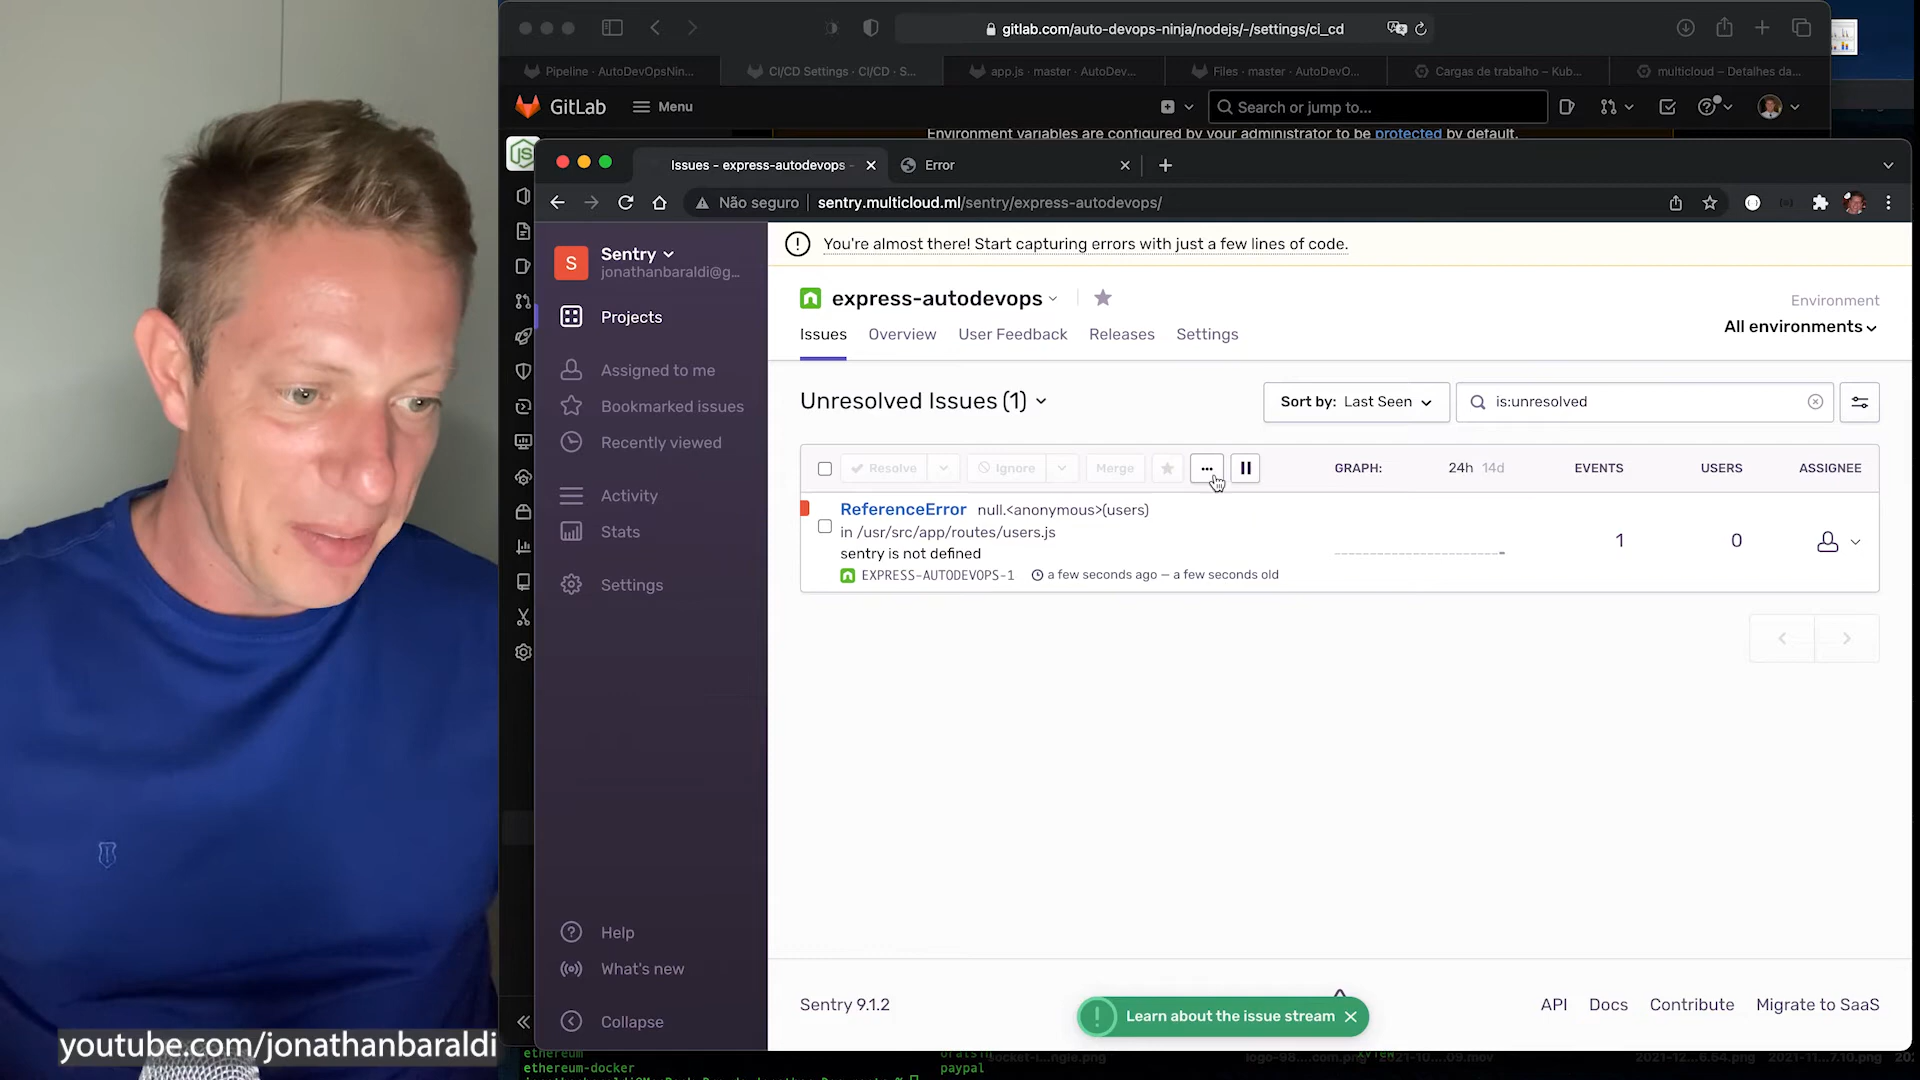 gitlab.com/auto-devops-ninja/nodejs/-/settings/ci_cd
Pipeline · AutoDevOpsNin...
CI/CD Settings · CI/CD · S...
app.js · master · AutoDev...
Files · master · AutoDevO...
Cargas de trabalho – Kub...
multicloud – Detalhes da...
GitLab
Menu
Search or jump to...
Environment variables are configured by your administrator to be protected by default.
Issues - express-autodevops -
Error
Não seguro
sentry.multicloud.ml/sentry/express-autodevops/
Sentry
jonathanbaraldi@g...
Projects
Assigned to me
Bookmarked issues
Recently viewed
Activity
Stats
Settings
Help
What's new
Collapse
You're almost there! Start capturing errors with just a few lines of code.
express-autodevops
Environment
All environments
Issues
Overview
User Feedback
Releases
Settings
Unresolved Issues (1)
Sort by: Last Seen
is:unresolved
Resolve
Ignore
Merge
GRAPH:
24h 14d
EVENTS
USERS
ASSIGNEE
ReferenceError null.<anonymous>(users)
in /usr/src/app/routes/users.js
sentry is not defined
EXPRESS-AUTODEVOPS-1
a few seconds ago — a few seconds old
1
0
Sentry 9.1.2
Learn about the issue stream
API
Docs
Contribute
Migrate to SaaS
youtube.com/jonathanbaraldi
ethereum
ethereum-docker
paypal